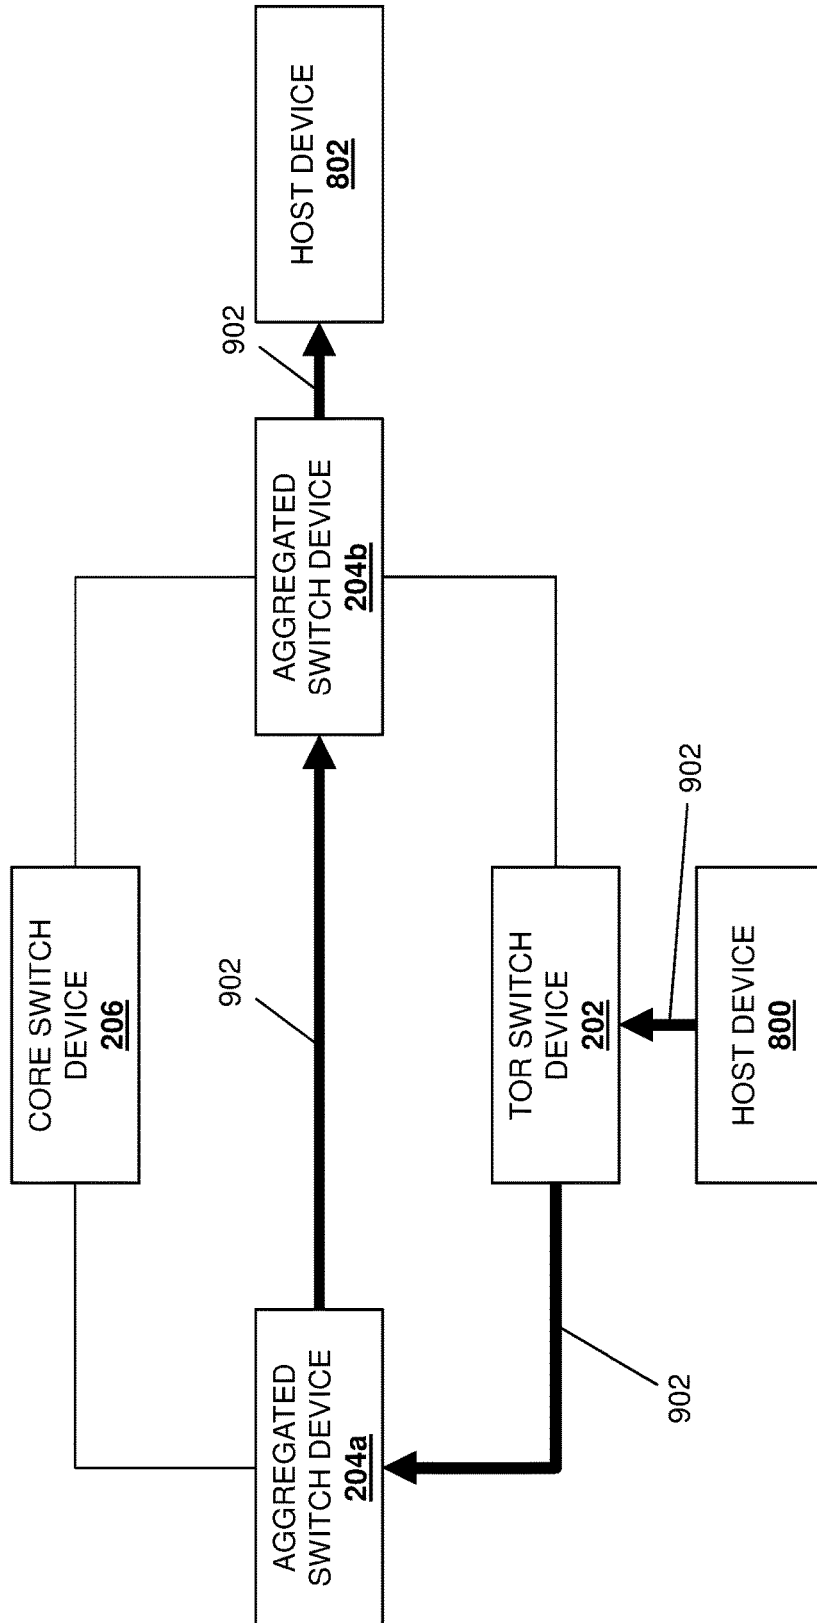 CORE SWITCH
DEVICE
206
902
AGGREGATED
SWITCH DEVICE
204a
902
AGGREGATED
SWITCH DEVICE
204b
902
HOST DEVICE
802
TOR SWITCH
DEVICE
202
902
902
HOST DEVICE
800